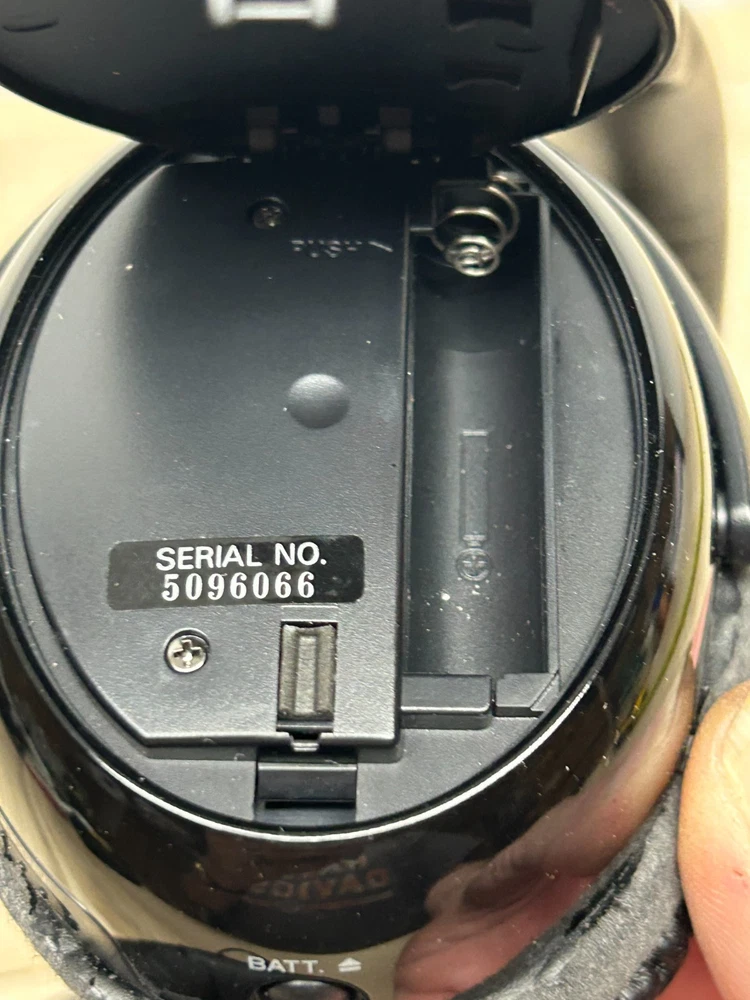 PUSH
SERIAL NO.
5096066
BATT. ⏏